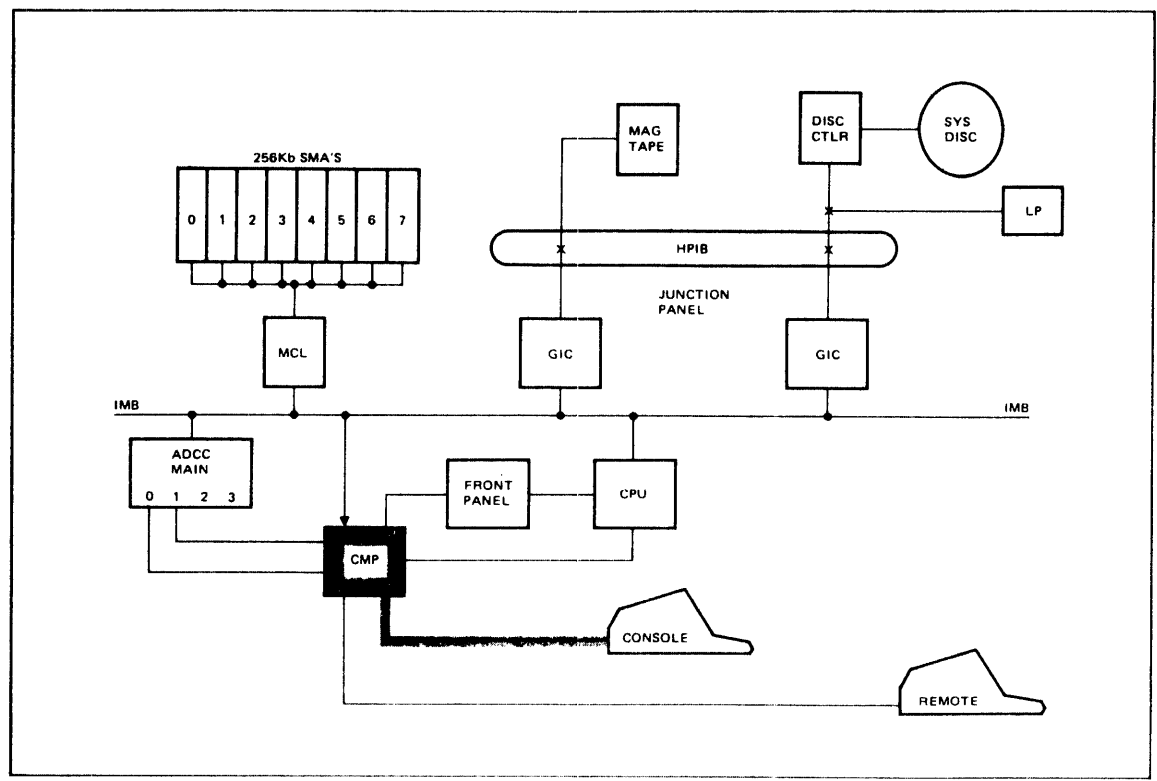 MAG
TAPE
DISC
CTLR
SYS
DISC
256Kb SMA'S
0 1 2 3 4 5 6 7
LP
HPIB
JUNCTION
PANEL
MCL
GIC
GIC
IMB
IMB
ADCC
MAIN
0 1 2 3
FRONT
PANEL
CPU
CMP
CONSOLE
REMOTE